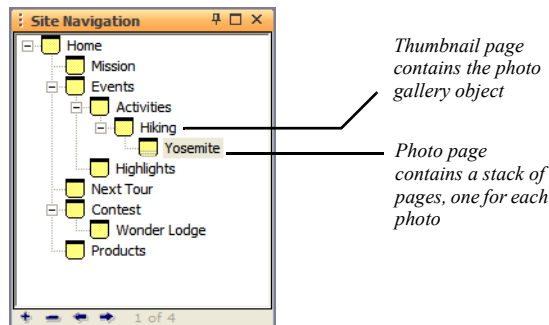 Site Navigation
Home
Mission
Events
Activities
Hiking
Yosemite
Highlights
Next Tour
Contest
Wonder Lodge
Products
1 of 4
Thumbnail page
contains the photo
gallery object
Photo page
contains a stack of
pages, one for each
photo